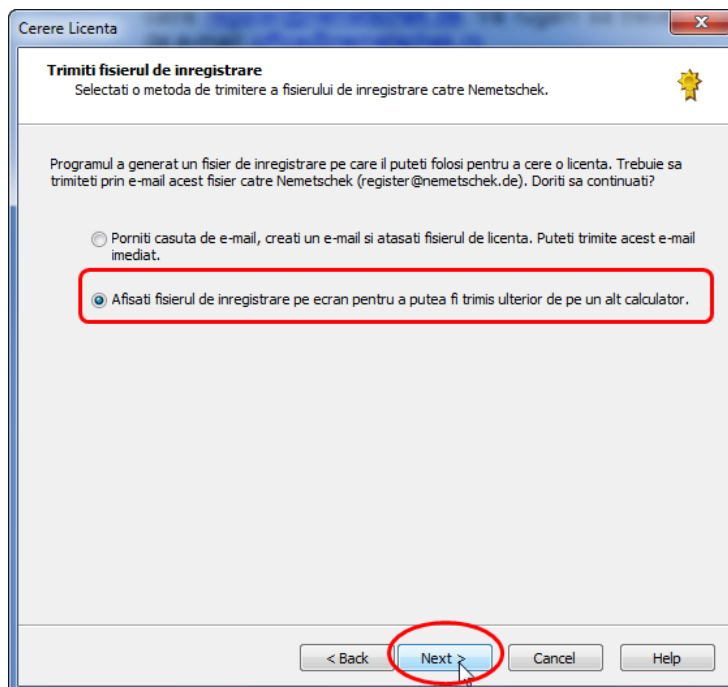 Cerere Licenta
Trimiti fisierul de inregistrare
Selectati o metoda de trimitere a fisierului de inregistrare catre Nemetschek.
Programul a generat un fisier de inregistrare pe care il puteti folosi pentru a cere o licenta. Trebuie sa
trimiteti prin e-mail acest fisier catre Nemetschek (register@nemetschek.de). Doriti sa continuati?
Porniti casuta de e-mail, creati un e-mail si atasati fisierul de licenta. Puteti trimite acest e-mail
imediat.
Afisati fisierul de inregistrare pe ecran pentru a putea fi trimis ulterior de pe un alt calculator.
< Back Next > Cancel Help